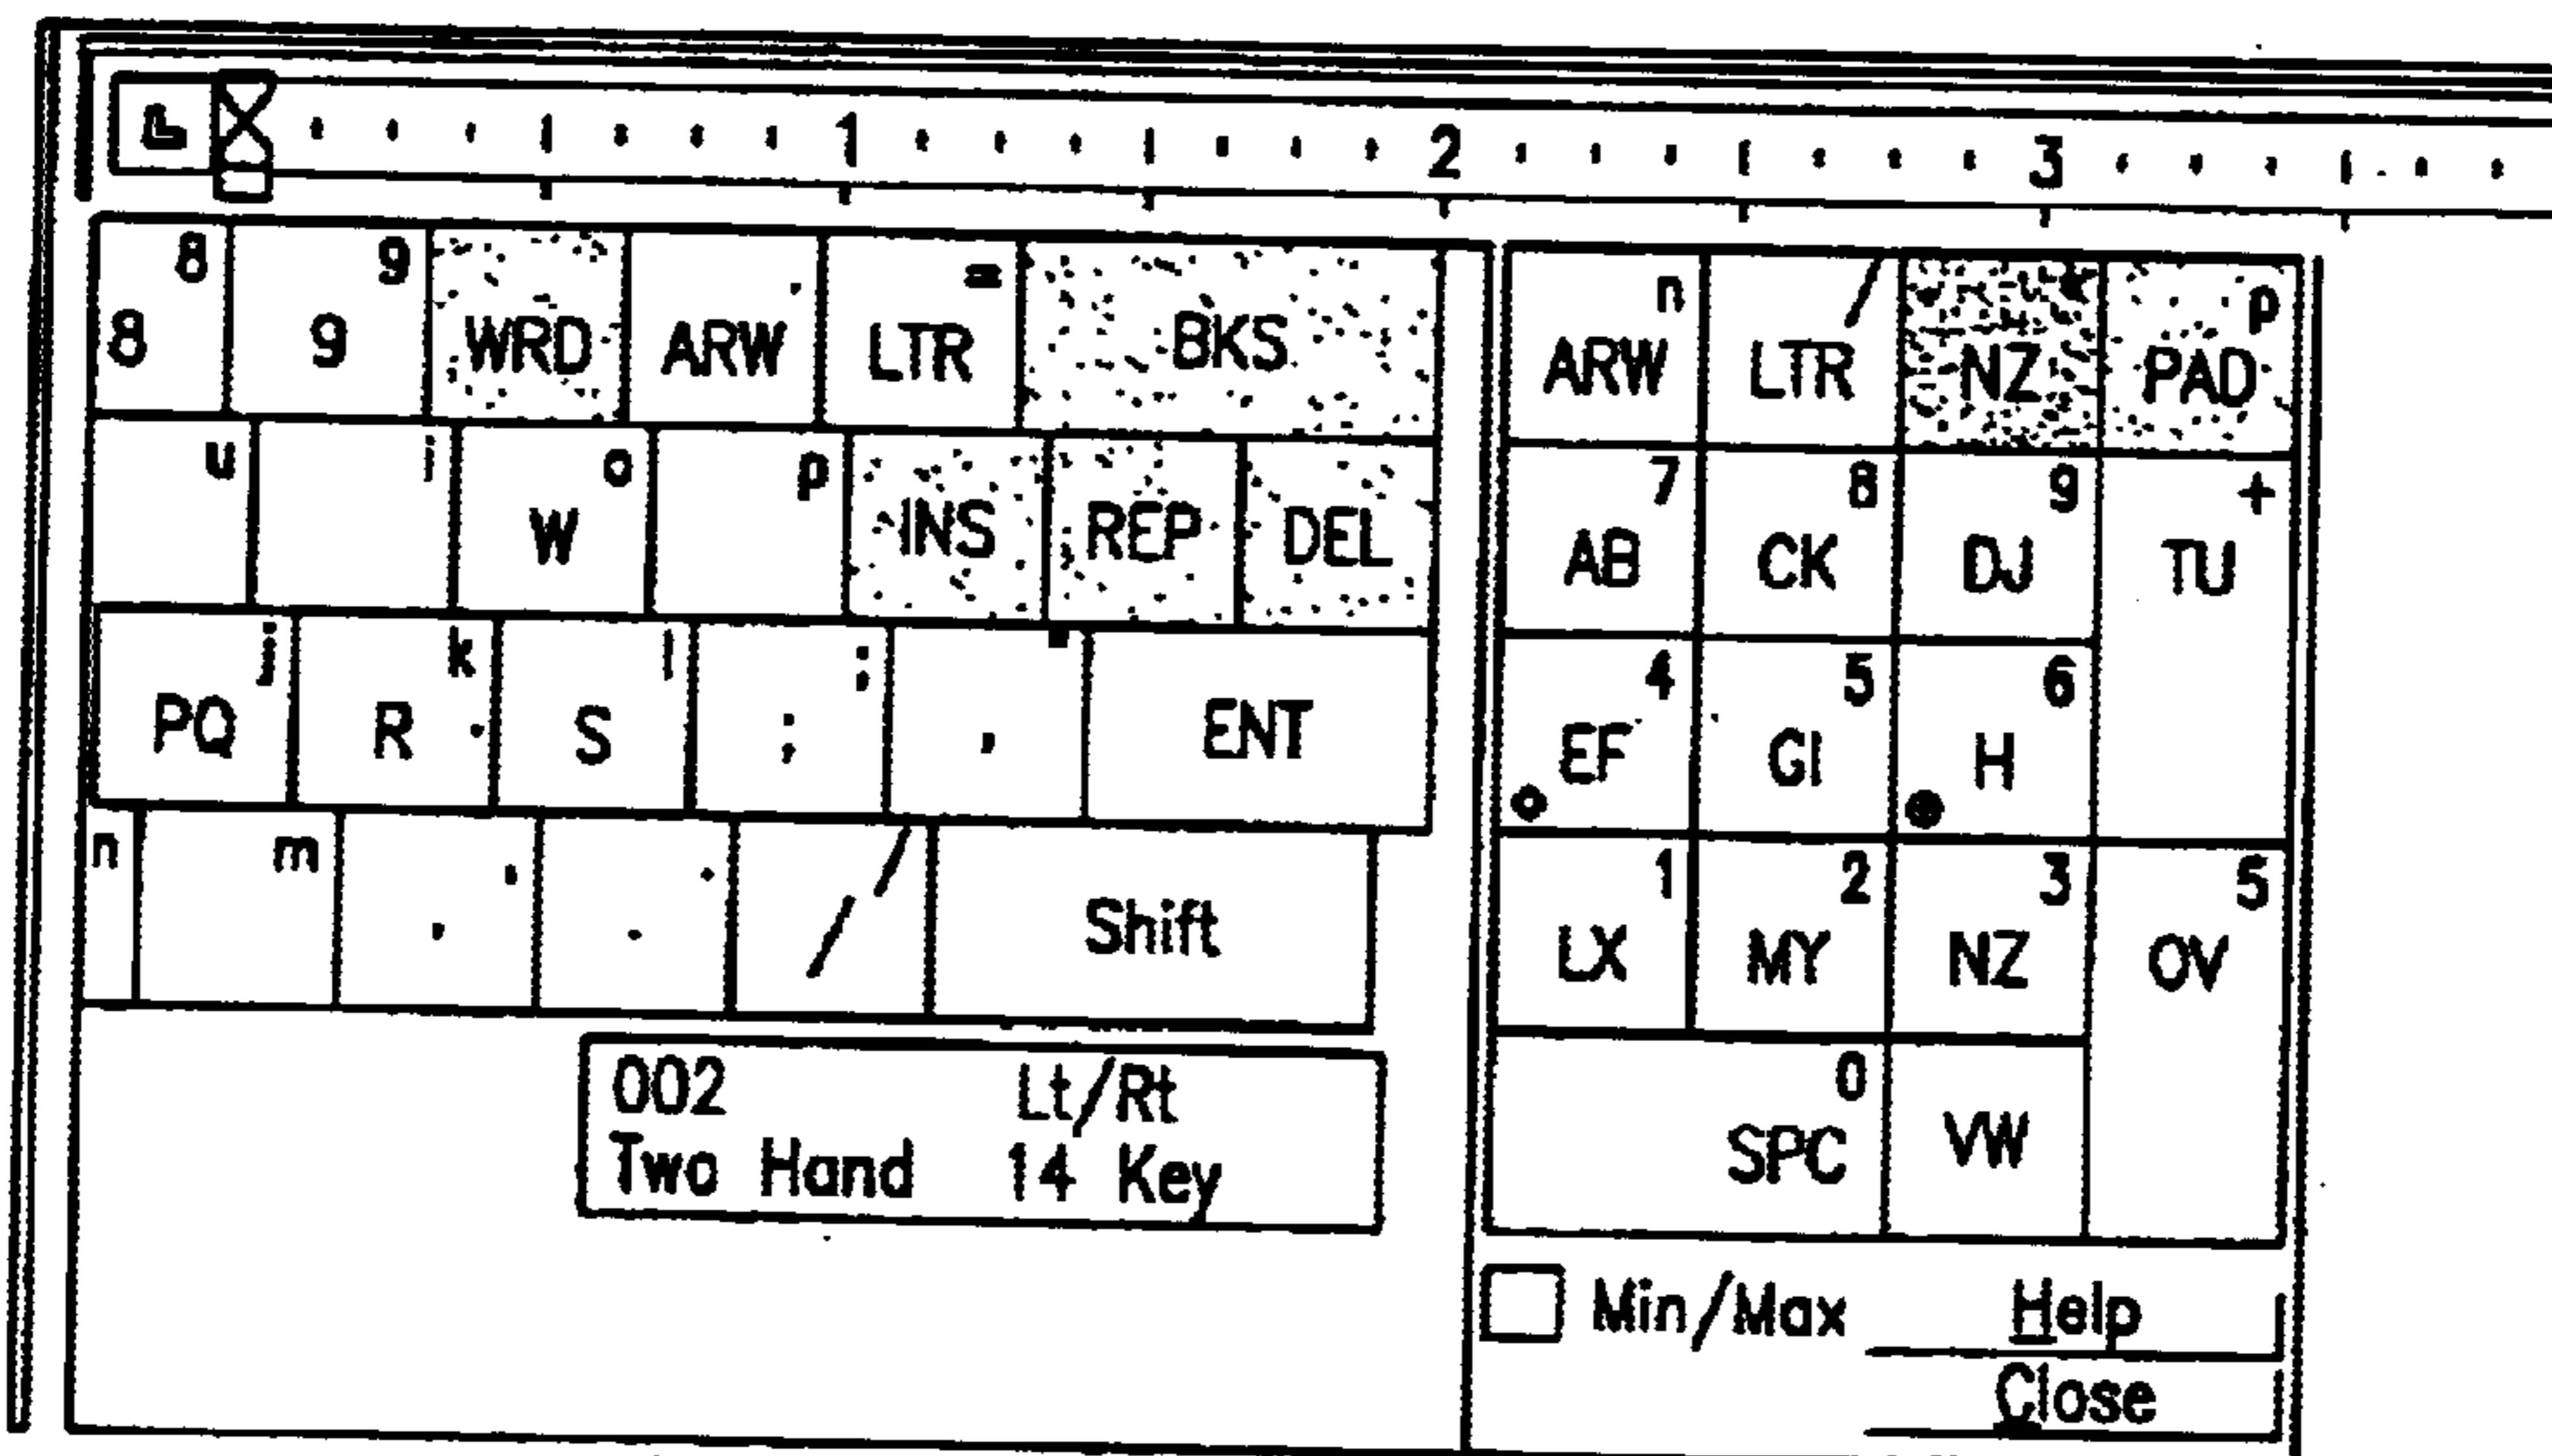 1 2 3
8 9 =
8 9 WRD ARW LTR BKS
u i o p
W INS REP DEL
j k l ;
PQ R S ; , ENT
n m , .
, . / / Shift
002 Lt/Rt
Two Hand 14 Key
n / p
ARW LTR NZ PAD
7 8 9 +
AB CK DJ TU
4 5 6
EF GI H
1 2 3 5
LX MY NZ OV
0
SPC VW
Min/Max Help
Close